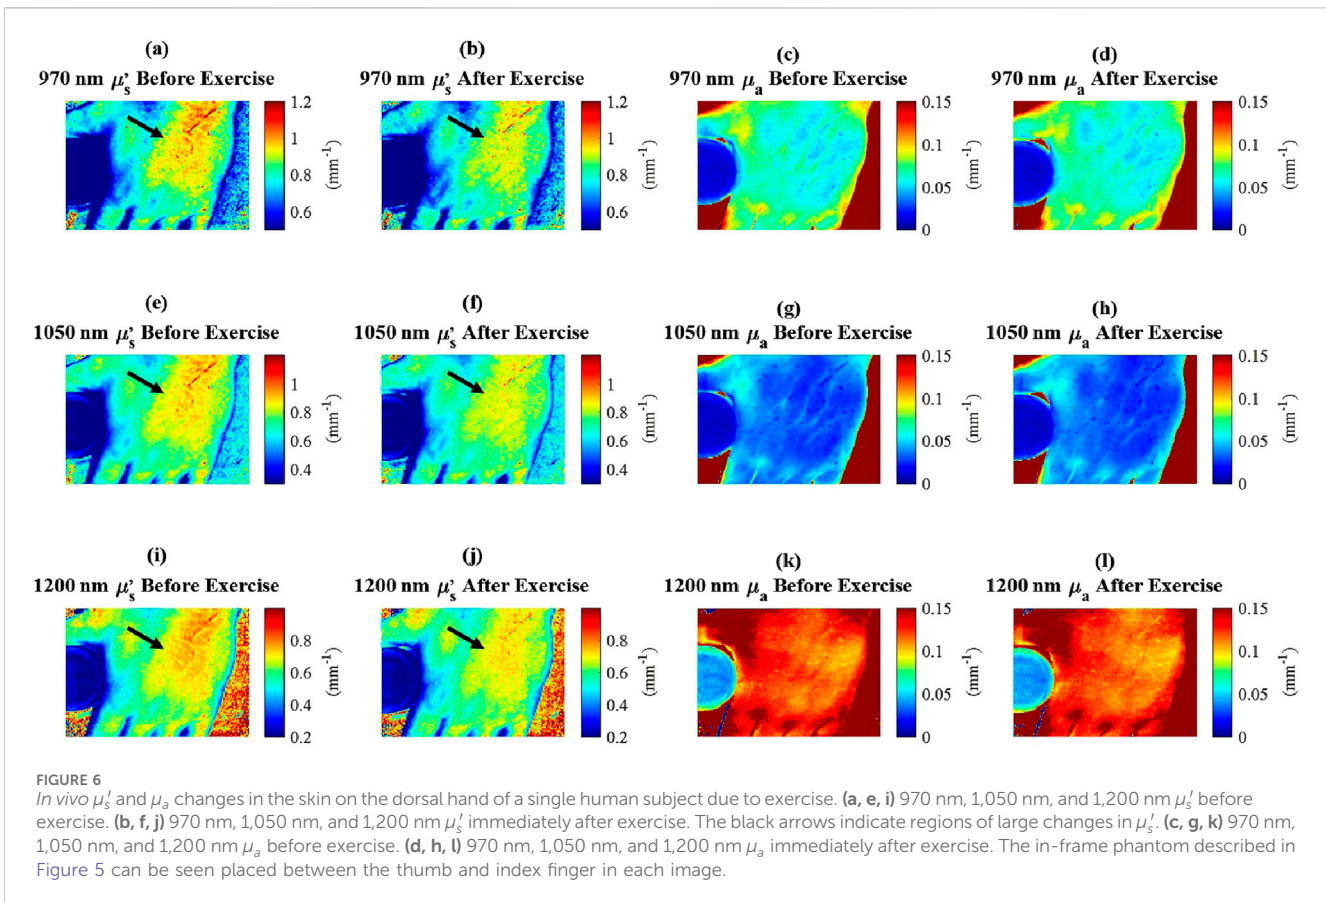 (a)
970 nm μ's Before Exercise
1.2
1
0.8
0.6
(mm-1)
(b)
970 nm μ's After Exercise
1.2
1
0.8
0.6
(mm-1)
(c)
970 nm μa Before Exercise
0.15
0.1
0.05
0
(mm-1)
(d)
970 nm μa After Exercise
0.15
0.1
0.05
0
(mm-1)
(e)
1050 nm μ's Before Exercise
1
0.8
0.6
0.4
(mm-1)
(f)
1050 nm μ's After Exercise
1
0.8
0.6
0.4
(mm-1)
(g)
1050 nm μa Before Exercise
0.15
0.1
0.05
0
(mm-1)
(h)
1050 nm μa After Exercise
0.15
0.1
0.05
0
(mm-1)
(i)
1200 nm μ's Before Exercise
0.8
0.6
0.4
0.2
(mm-1)
(j)
1200 nm μ's After Exercise
0.8
0.6
0.4
0.2
(mm-1)
(k)
1200 nm μa Before Exercise
0.15
0.1
0.05
0
(mm-1)
(l)
1200 nm μa After Exercise
0.15
0.1
0.05
0
(mm-1)
FIGURE 6
In vivo μs′ and μa changes in the skin on the dorsal hand of a single human subject due to exercise. (a, e, i) 970 nm, 1,050 nm, and 1,200 nm μs′ before
exercise. (b, f, j) 970 nm, 1,050 nm, and 1,200 nm μs′ immediately after exercise. The black arrows indicate regions of large changes in μs′. (c, g, k) 970 nm,
1,050 nm, and 1,200 nm μa before exercise. (d, h, l) 970 nm, 1,050 nm, and 1,200 nm μa immediately after exercise. The in-frame phantom described in
Figure 5 can be seen placed between the thumb and index finger in each image.